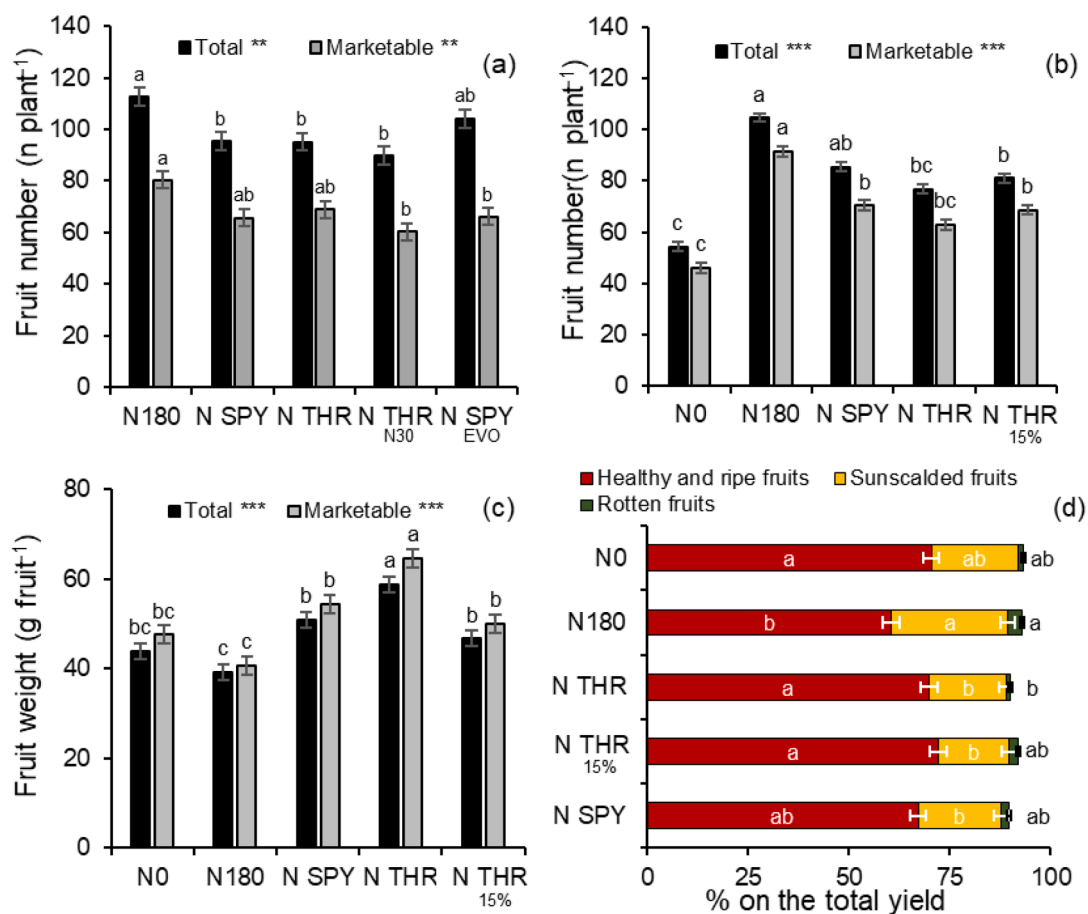 140
120
100
80
60
40
20
0
Fruit number (n plant-1)
Total ** Marketable ** (a)
a a b ab b ab b b ab b
N180 N SPY N THR N THR N SPY
N30 EVO
140
120
100
80
60
40
20
0
Fruit number(n plant-1)
Total *** Marketable *** (b)
c c a a ab b bc bc b b
N0 N180 N SPY N THR N THR
15%
80
60
40
20
0
Fruit weight (g fruit-1)
Total *** Marketable *** (c)
bc bc c c b b a a b b
N0 N180 N SPY N THR N THR
15%
Healthy and ripe fruits Sunscalded fruits
Rotten fruits (d)
N0 a ab ab
N180 b a a
N THR a b b
N THR a b ab
15%
N SPY ab b ab
0 25 50 75 100
% on the total yield